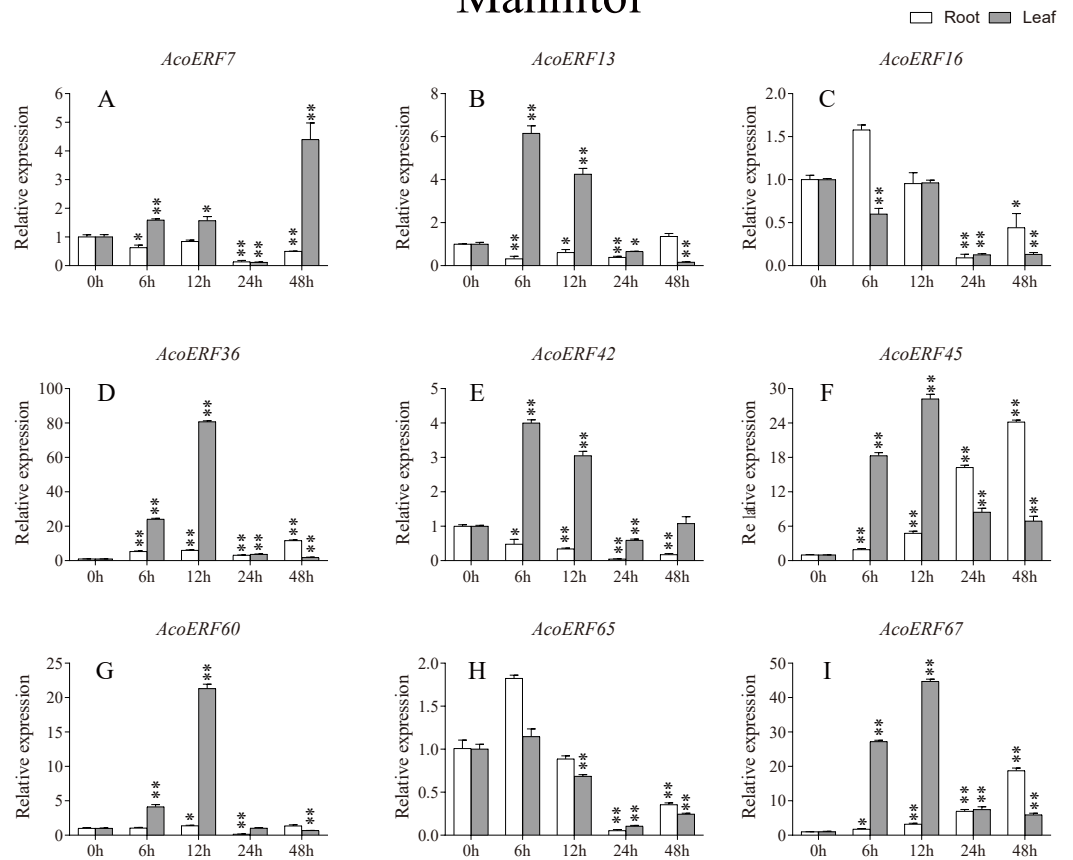 Mannitol
Root Leaf
AcoERF7
A
Relative expression
6
5
4
3
2
1
0
* ** * ** ** ** **
0h 6h 12h 24h 48h
AcoERF13
B
Relative expression
8
6
4
2
0
** ** * ** ** * **
0h 6h 12h 24h 48h
AcoERF16
C
Relative expression
2.0
1.5
1.0
0.5
0.0
** ** ** * **
0h 6h 12h 24h 48h
AcoERF36
D
Relative expression
100
80
60
40
20
0
** ** ** ** ** ** ** **
0h 6h 12h 24h 48h
AcoERF42
E
Relative expression
5
4
3
2
1
0
* ** ** ** ** ** **
0h 6h 12h 24h 48h
AcoERF45
F
Re lative expression
30
24
18
12
6
0
** ** ** ** ** ** ** **
0h 6h 12h 24h 48h
AcoERF60
G
Relative expression
25
20
15
10
5
0
** * ** ** **
0h 6h 12h 24h 48h
AcoERF65
H
Relative expression
2.0
1.5
1.0
0.5
0.0
** ** ** ** **
0h 6h 12h 24h 48h
AcoERF67
I
Relative expression
50
40
30
20
10
0
* ** ** ** ** ** ** **
0h 6h 12h 24h 48h